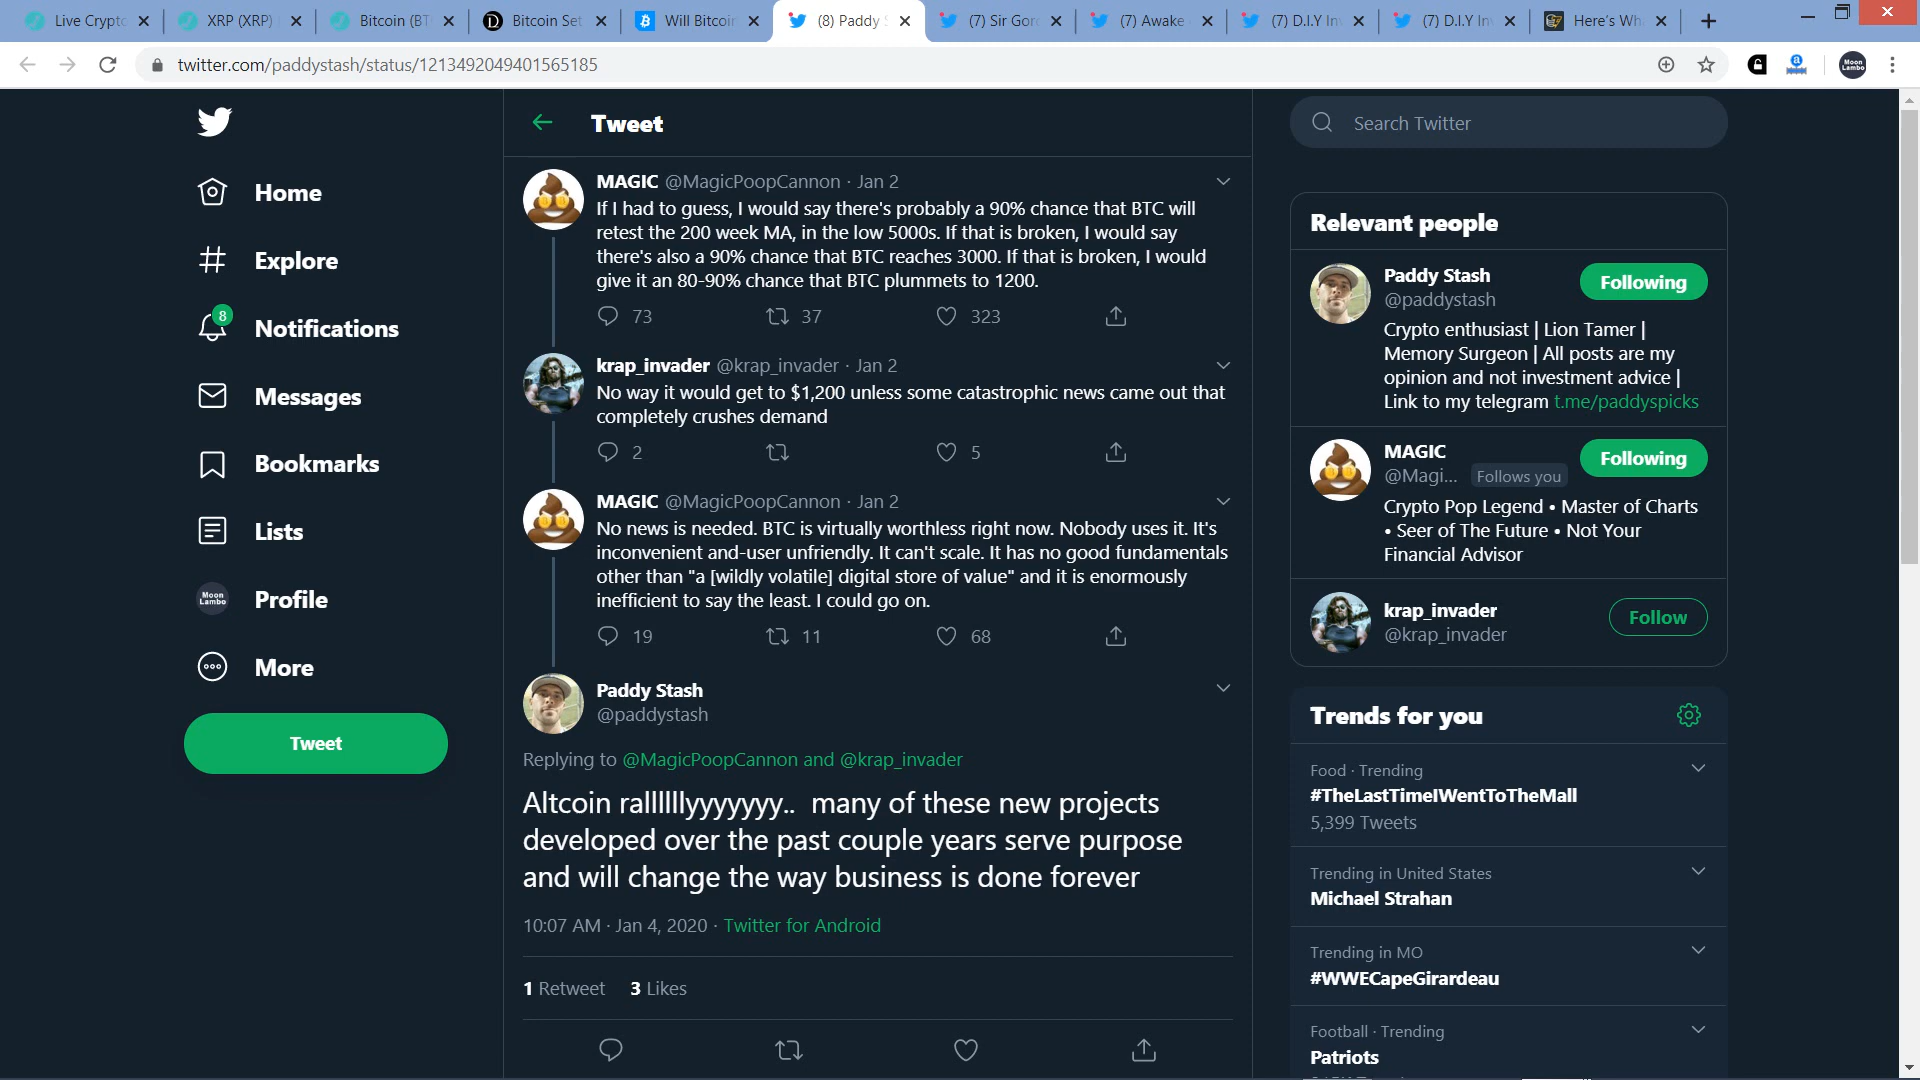 Live Crypto
XRP (XRP)
Bitcoin (BT
Bitcoin Set
Will Bitcoin
(8) Paddy S
(7) Sir Gor
(7) Awake
(7) D.I.Y In
(7) D.I.Y In
Here's Wh
twitter.com/paddystash/status/1213492049401565185
Moon Lambo
Home
Explore
8
Notifications
Messages
Bookmarks
Lists
Moon Lambo
Profile
More
Tweet
Tweet
MAGIC @MagicPoopCannon · Jan 2
If I had to guess, I would say there's probably a 90% chance that BTC will
retest the 200 week MA, in the low 5000s. If that is broken, I would say
there's also a 90% chance that BTC reaches 3000. If that is broken, I would
give it an 80-90% chance that BTC plummets to 1200.
73 37 323
krap_invader @krap_invader · Jan 2
No way it would get to $1,200 unless some catastrophic news came out that
completely crushes demand
2 5
MAGIC @MagicPoopCannon · Jan 2
No news is needed. BTC is virtually worthless right now. Nobody uses it. It's
inconvenient and-user unfriendly. It can't scale. It has no good fundamentals
other than "a [wildly volatile] digital store of value" and it is enormously
inefficient to say the least. I could go on.
19 11 68
Paddy Stash
@paddystash
Replying to @MagicPoopCannon and @krap_invader
Altcoin rallllllyyyyyyy.. many of these new projects
developed over the past couple years serve purpose
and will change the way business is done forever
10:07 AM · Jan 4, 2020 · Twitter for Android
1 Retweet 3 Likes
Search Twitter
Relevant people
Paddy Stash
@paddystash
Following
Crypto enthusiast | Lion Tamer |
Memory Surgeon | All posts are my
opinion and not investment advice |
Link to my telegram t.me/paddyspicks
MAGIC
@Magi... Follows you
Following
Crypto Pop Legend • Master of Charts
• Seer of The Future • Not Your
Financial Advisor
krap_invader
@krap_invader
Follow
Trends for you
Food · Trending
#TheLastTimeIWentToTheMall
5,399 Tweets
Trending in United States
Michael Strahan
Trending in MO
#WWECapeGirardeau
Football · Trending
Patriots